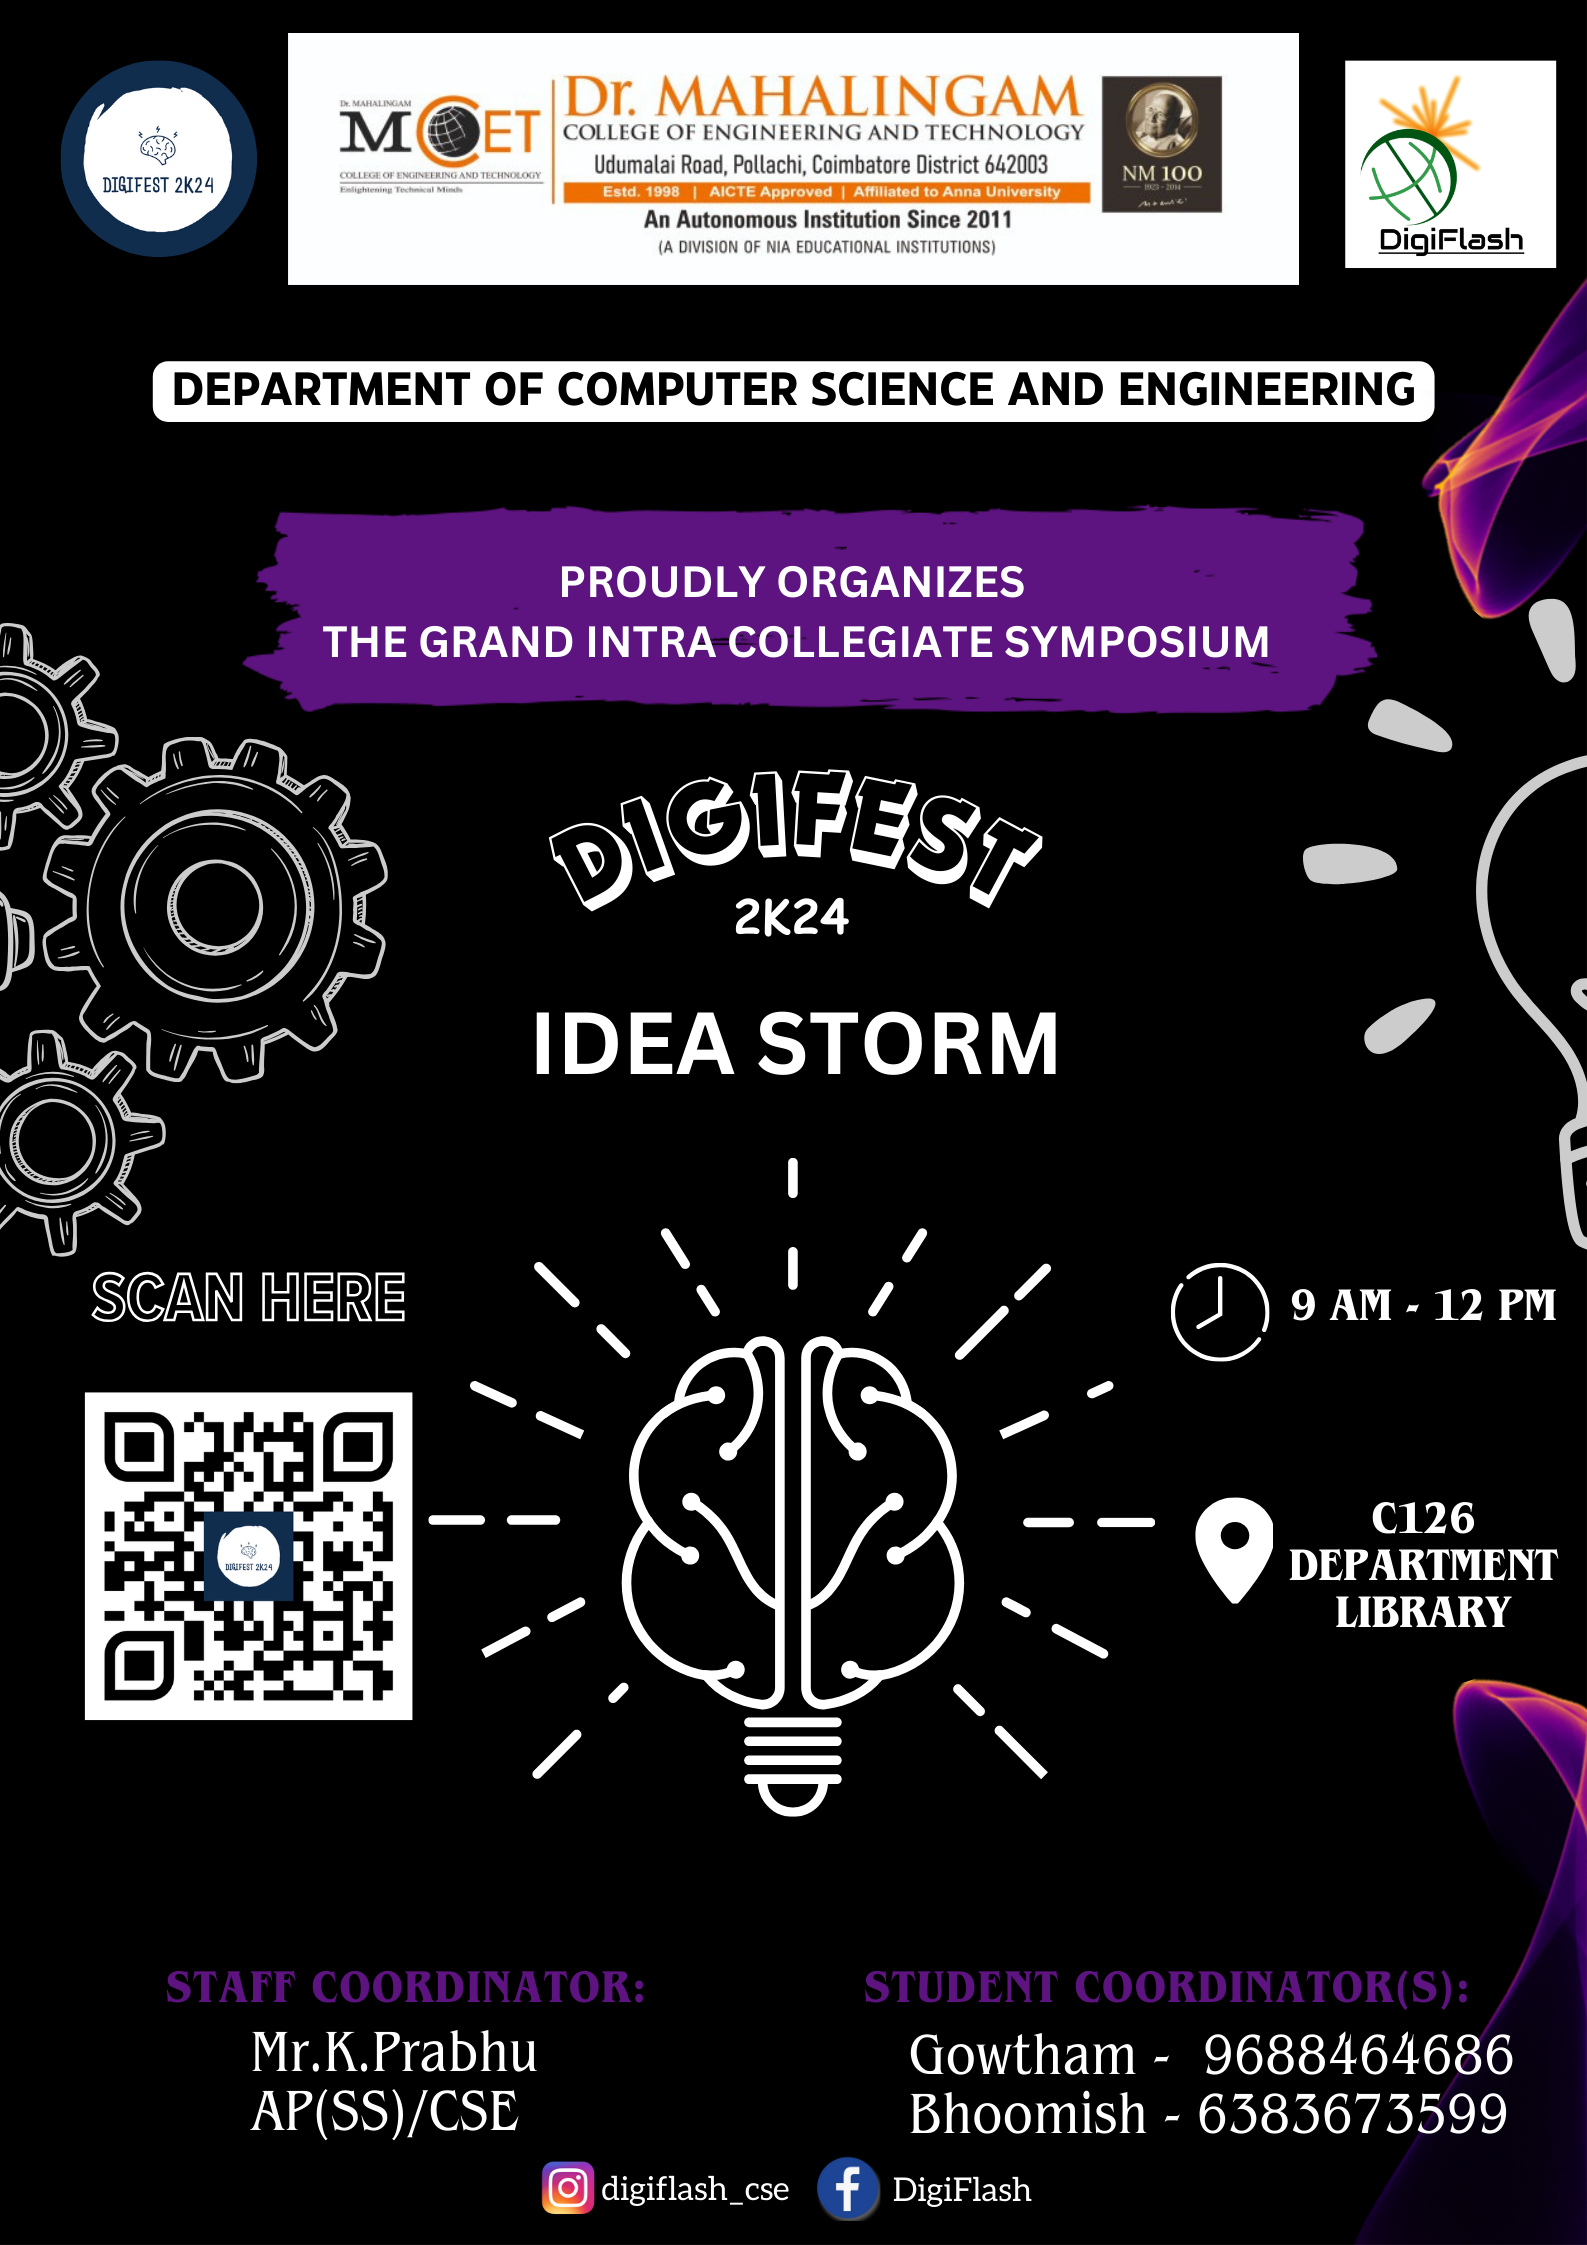 DIGIFEST 2K24
Dr. MAHALINGAM
MCET
COLLEGE OF ENGINEERING AND TECHNOLOGY
Enlightening Technical Minds
Dr. MAHALINGAM
COLLEGE OF ENGINEERING AND TECHNOLOGY
Udumalai Road, Pollachi, Coimbatore District 642003
Estd. 1998 | AICTE Approved | Affiliated to Anna University
An Autonomous Institution Since 2011
(A DIVISION OF NIA EDUCATIONAL INSTITUTIONS)
NM 100
1923 - 2014
DigiFlash
DEPARTMENT OF COMPUTER SCIENCE AND ENGINEERING
PROUDLY ORGANIZES
THE GRAND INTRA COLLEGIATE SYMPOSIUM
DIGIFEST
2K24
IDEA STORM
SCAN HERE
DIGIFEST 2K24
9 AM - 12 PM
C126
DEPARTMENT
LIBRARY
STAFF COORDINATOR:
Mr.K.Prabhu
AP(SS)/CSE
STUDENT COORDINATOR(S):
Gowtham - 9688464686
Bhoomish - 6383673599
digiflash_cse
DigiFlash